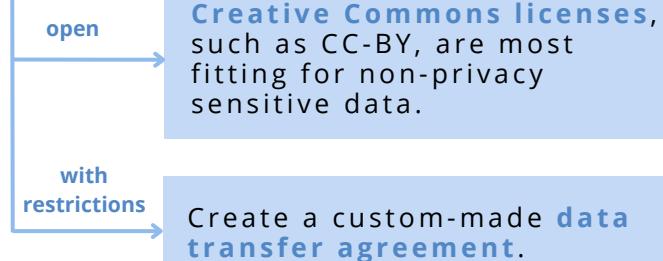 open
Creative Commons licenses,
such as CC-BY, are most
fitting for non-privacy
sensitive data.
with
restrictions
Create a custom-made data
transfer agreement.